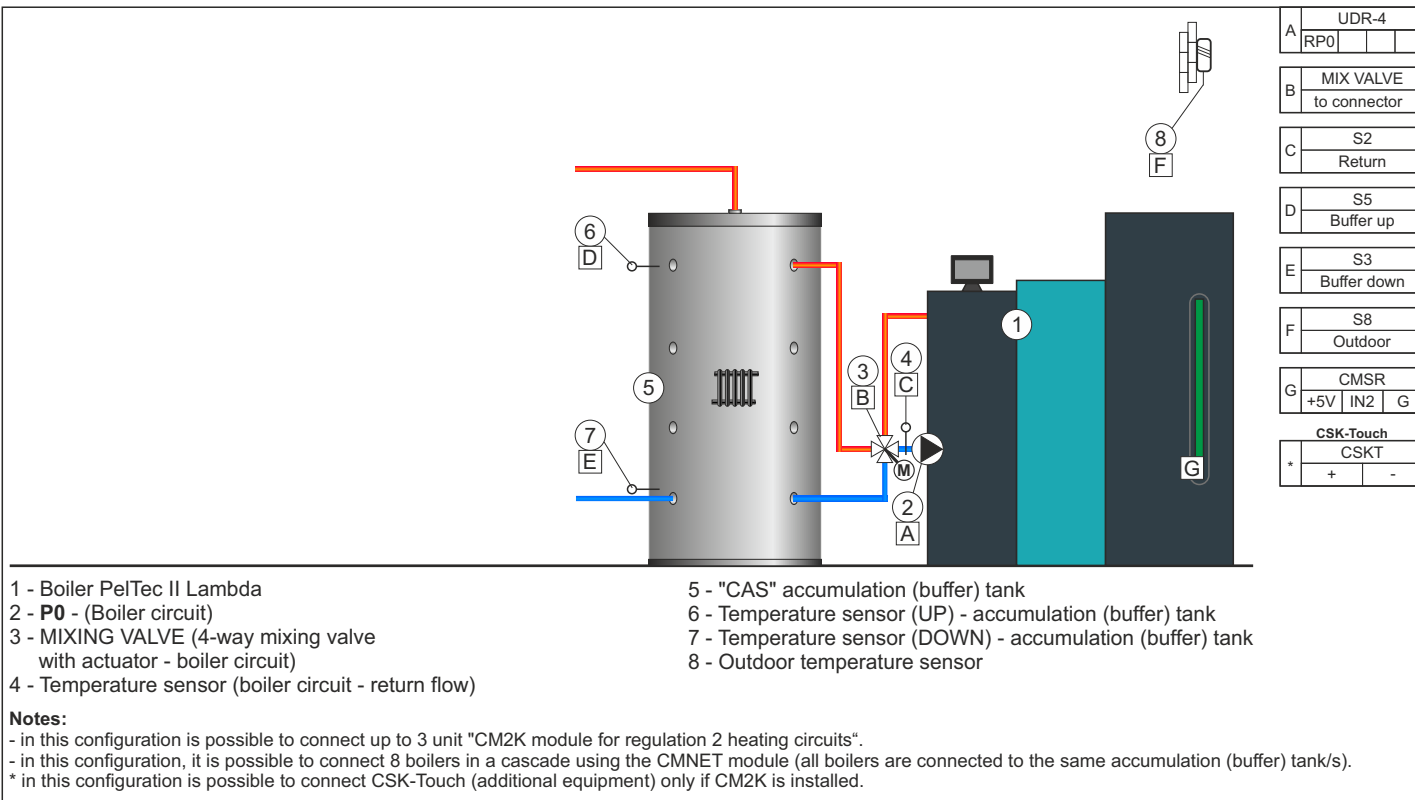 A
UDR-4
RP0
B
MIX VALVE
to connector
C
S2
Return
D
S5
Buffer up
E
S3
Buffer down
F
S8
Outdoor
G
CMSR
+5V IN2 G
CSK-Touch
*
CSKT
+ -
8
F
6
D
1
4
C
3
B
5
7
E
M
G
2
A
1 - Boiler PelTec II Lambda
2 - P0 - (Boiler circuit)
3 - MIXING VALVE (4-way mixing valve
with actuator - boiler circuit)
4 - Temperature sensor (boiler circuit - return flow)
5 - "CAS" accumulation (buffer) tank
6 - Temperature sensor (UP) - accumulation (buffer) tank
7 - Temperature sensor (DOWN) - accumulation (buffer) tank
8 - Outdoor temperature sensor
Notes:
- in this configuration is possible to connect up to 3 unit "CM2K module for regulation 2 heating circuits“.
- in this configuration, it is possible to connect 8 boilers in a cascade using the CMNET module (all boilers are connected to the same accumulation (buffer) tank/s).
* in this configuration is possible to connect CSK-Touch (additional equipment) only if CM2K is installed.